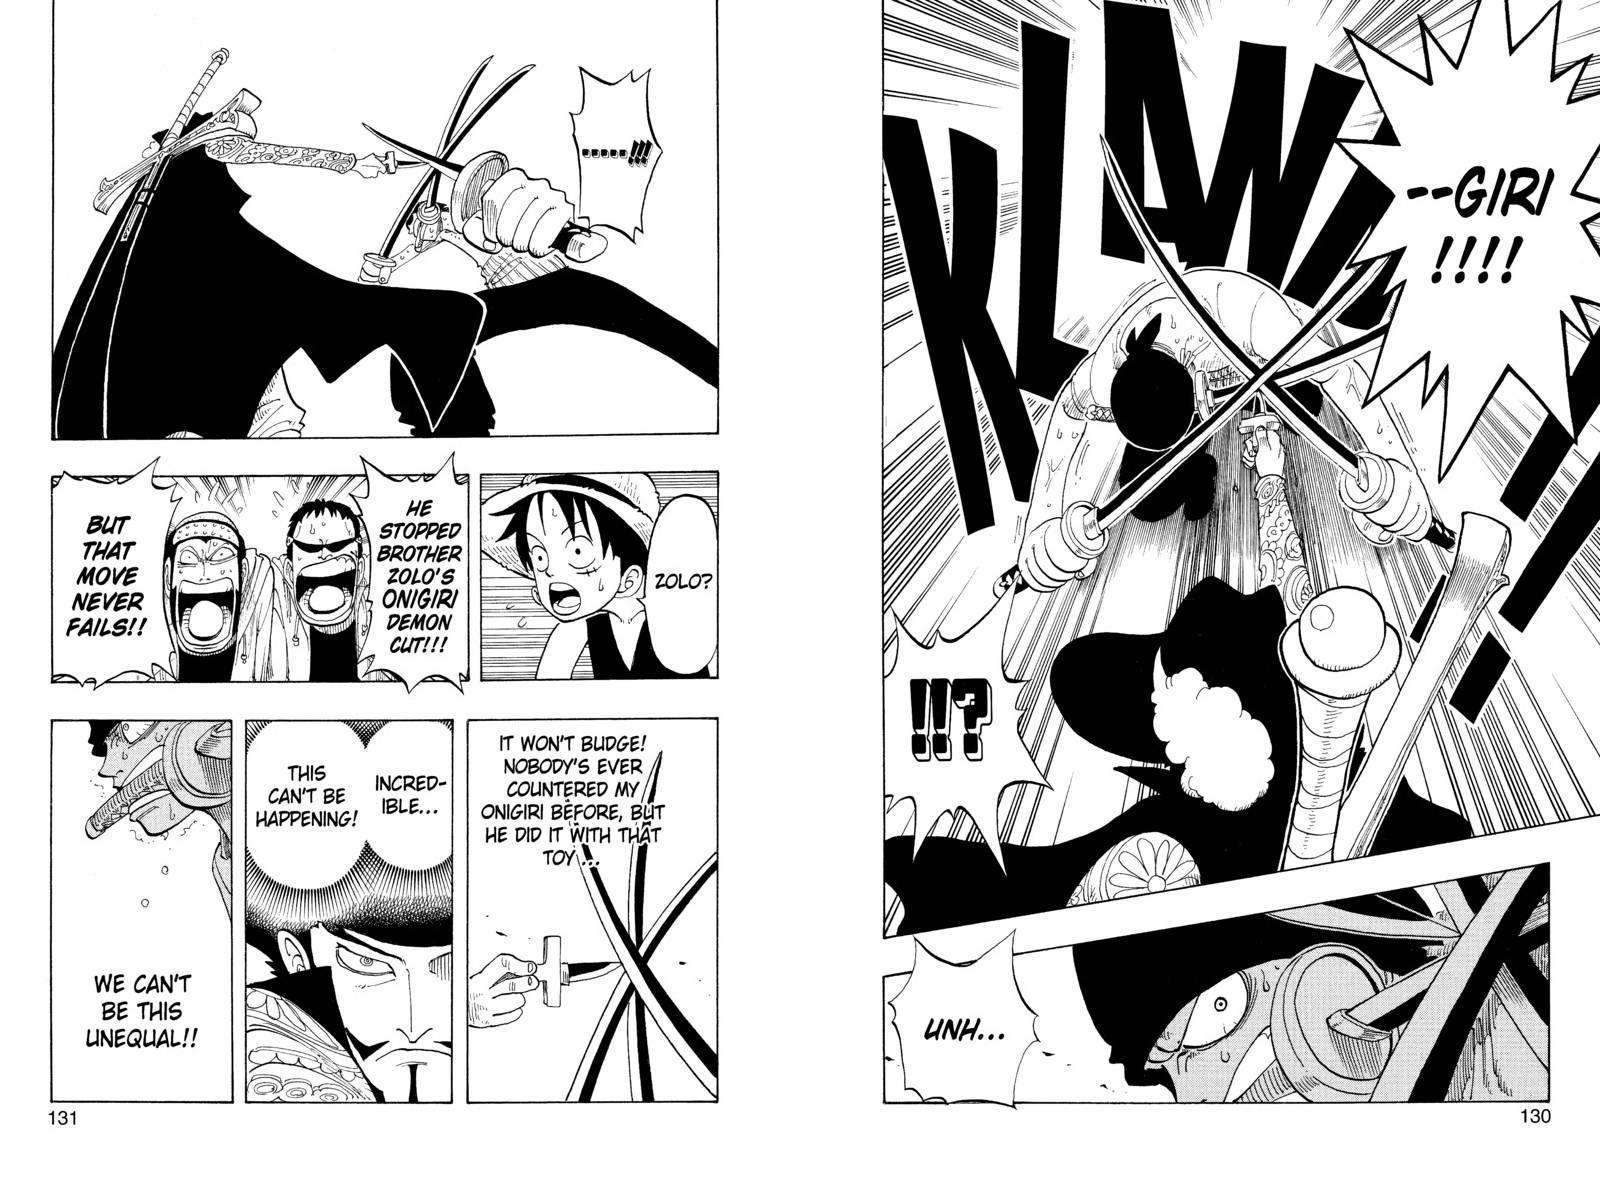 --GIRI
!!!!
KLANK!!
!!?
UNH...
130
.....!!!
ZOLO?
HE
STOPPED
BROTHER
ZOLO'S
ONIGIRI
DEMON
CUT!!!
BUT
THAT
MOVE
NEVER
FAILS!!
IT WON'T BUDGE!
NOBODY'S EVER
COUNTERED MY
ONIGIRI BEFORE, BUT
HE DID IT WITH THAT
TOY...
INCRED-
IBLE...
THIS
CAN'T BE
HAPPENING!
WE CAN'T
BE THIS
UNEQUAL!!
131